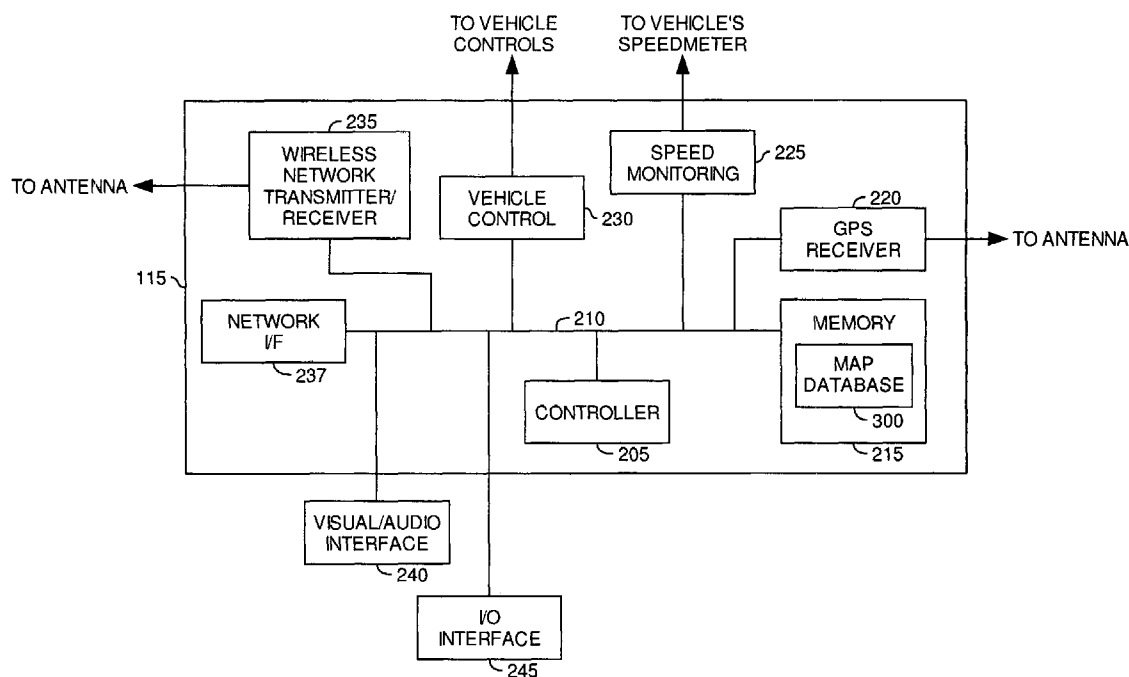 TO VEHICLE
CONTROLS
TO VEHICLE'S
SPEEDMETER
235
WIRELESS
NETWORK
TRANSMITTER/
RECEIVER
TO ANTENNA
VEHICLE
CONTROL
230
SPEED
MONITORING
225
220
GPS
RECEIVER
TO ANTENNA
115
NETWORK
I/F
237
210
CONTROLLER
205
MEMORY
MAP
DATABASE
300
215
VISUAL/AUDIO
INTERFACE
240
I/O
INTERFACE
245